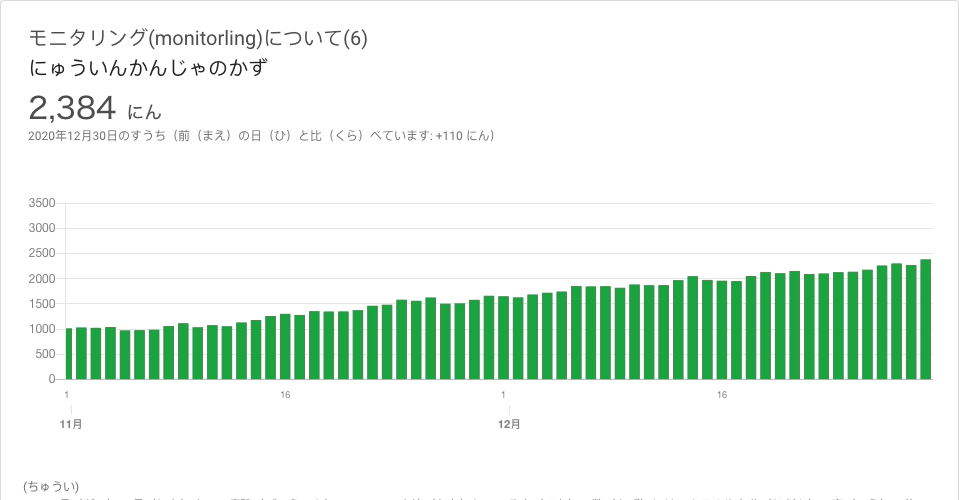 モニタリング(monitorling)について(6)
にゅういんかんじゃのかず
2,384 にん
2020年12月30日のすうち（前（まえ）の日（ひ）と比（くら）べています: +110 にん）
3500
3000
2500
2000
1500
1000
500
0
1 16 1 16
11月 12月
(ちゅうい)